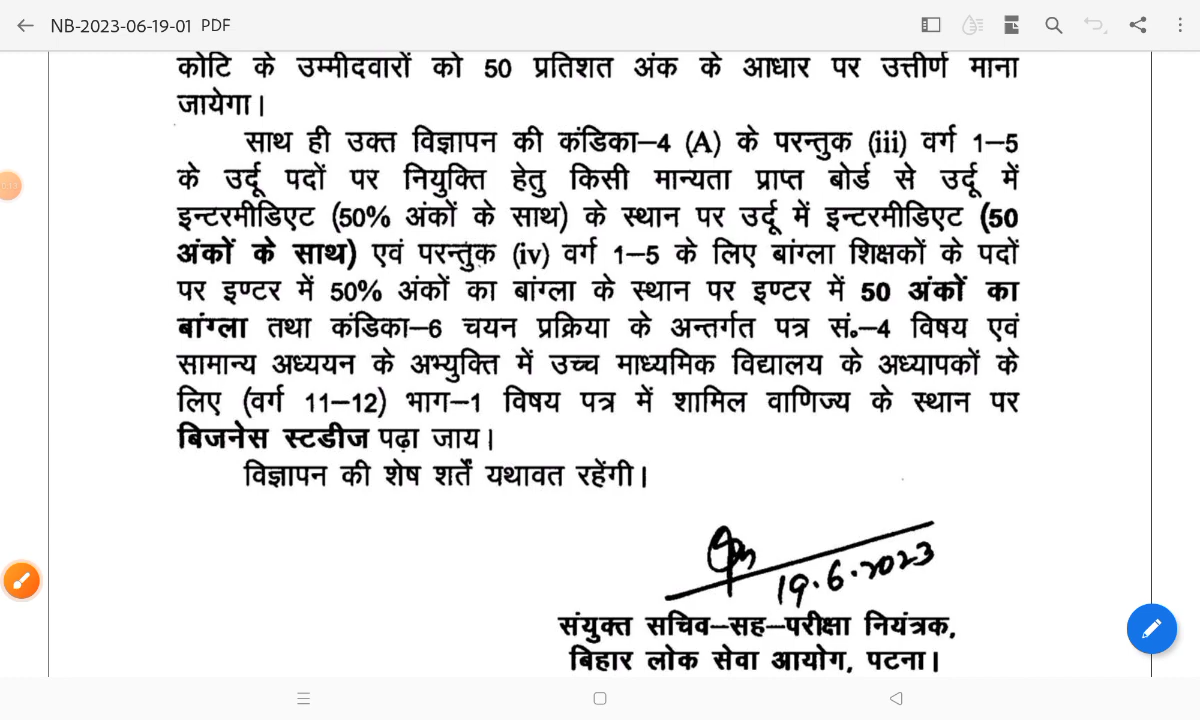 NB-2023-06-19-01 PDF
कोटि के उम्मीदवारों को 50 प्रतिशत अंक के आधार पर उत्तीर्ण माना
जायेगा।
साथ ही उक्त विज्ञापन की कंडिका–4 (A) के परन्तुक (iii) वर्ग 1–5
के उर्दू पदों पर नियुक्ति हेतु किसी मान्यता प्राप्त बोर्ड से उर्दू में
इन्टरमीडिएट (50% अंकों के साथ) के स्थान पर उर्दू में इन्टरमीडिएट (50
अंकों के साथ) एवं परन्तुक (iv) वर्ग 1–5 के लिए बांग्ला शिक्षकों के पदों
पर इण्टर में 50% अंकों का बांग्ला के स्थान पर इण्टर में 50 अंकों का
बांग्ला तथा कंडिका–6 चयन प्रक्रिया के अन्तर्गत पत्र सं॰–4 विषय एवं
सामान्य अध्ययन के अभ्युक्ति में उच्च माध्यमिक विद्यालय के अध्यापकों के
लिए (वर्ग 11–12) भाग–1 विषय पत्र में शामिल वाणिज्य के स्थान पर
बिजनेस स्टडीज पढ़ा जाय।
विज्ञापन की शेष शर्तें यथावत रहेंगी।
19.6.2023
संयुक्त सचिव–सह–परीक्षा नियंत्रक,
बिहार लोक सेवा आयोग, पटना।